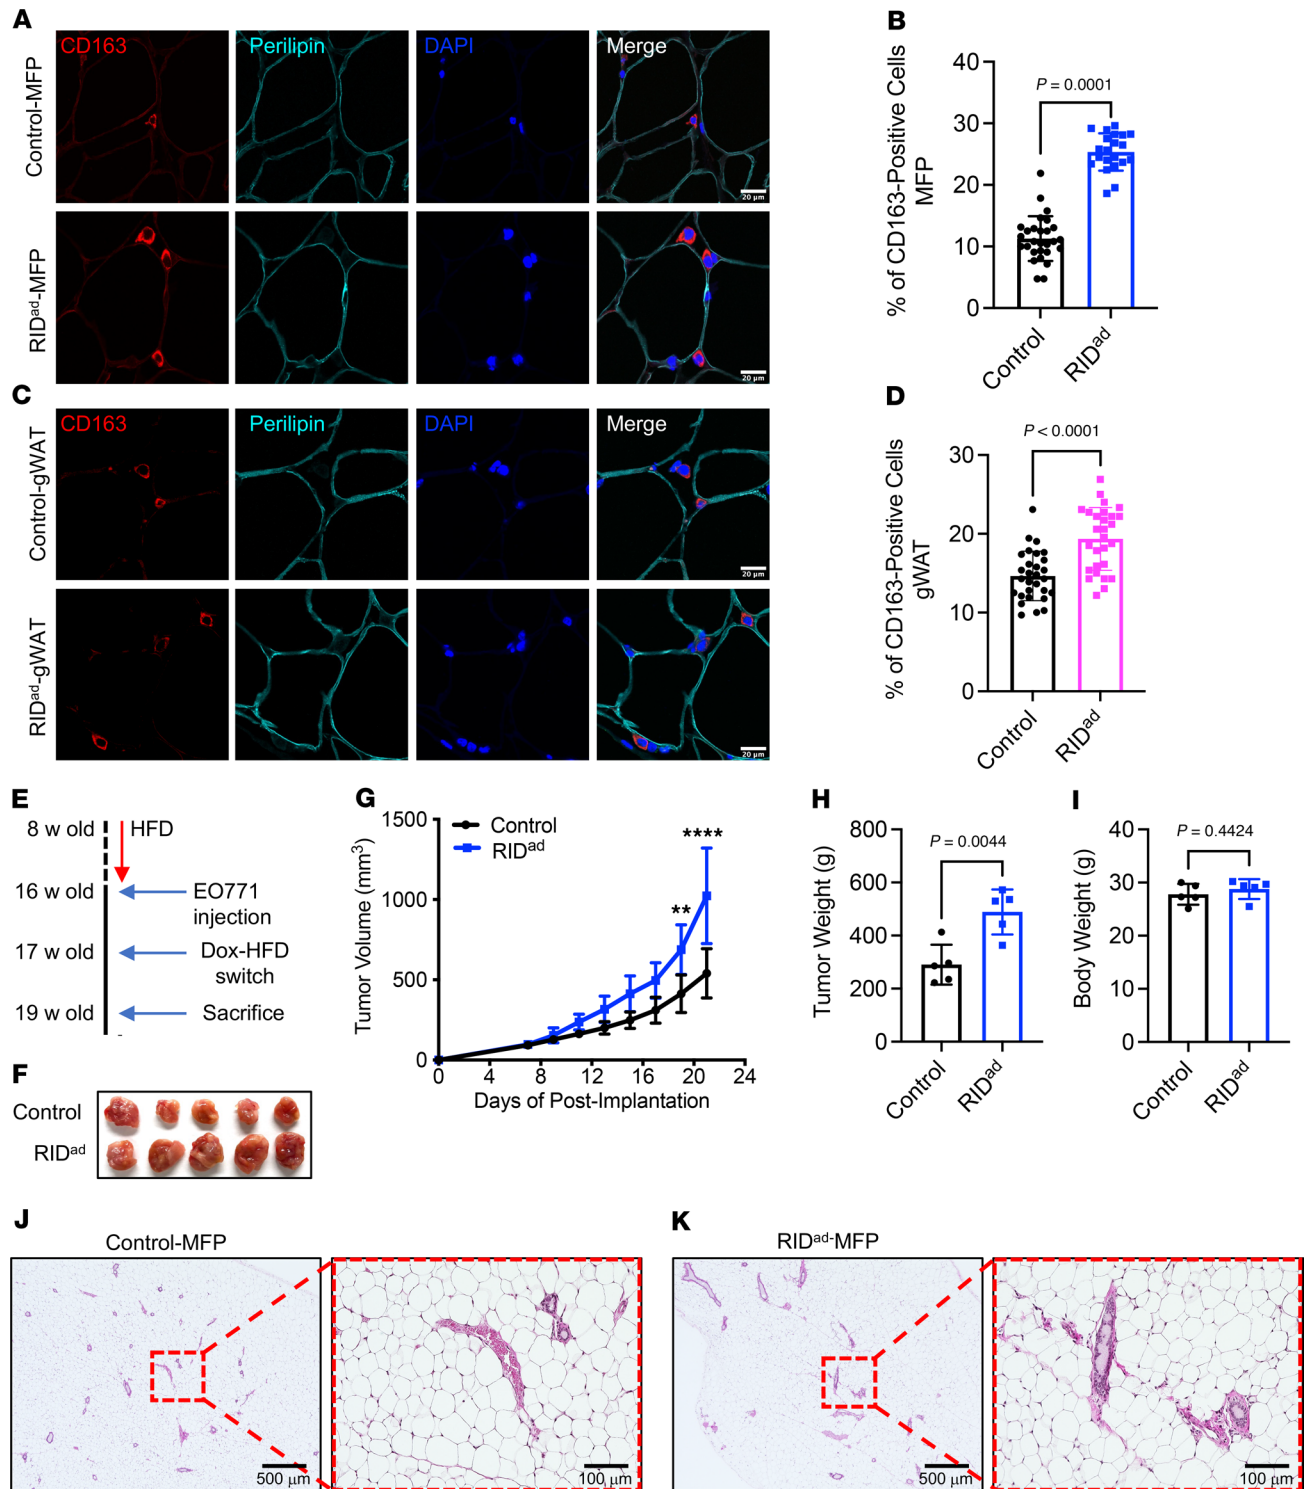 A
CD163
Perilipin
DAPI
Merge
Control-MFP
20 µm
RIDad-MFP
20 µm
B
% of CD163-Positive Cells
MFP
40
30
20
10
0
P = 0.0001
Control
RIDad
C
CD163
Perilipin
DAPI
Merge
Control-gWAT
20 µm
RIDad-gWAT
20 µm
D
% of CD163-Positive Cells
gWAT
30
20
10
0
P < 0.0001
Control
RIDad
E
8 w old
HFD
16 w old
EO771
injection
17 w old
Dox-HFD
switch
19 w old
Sacrifice
F
Control
RIDad
G
Tumor Volume (mm3)
1500
1000
500
0
Control
RIDad
**
****
0 4 8 12 16 20 24
Days of Post-Implantation
H
Tumor Weight (g)
800
600
400
200
0
P = 0.0044
Control
RIDad
I
Body Weight (g)
40
30
20
10
0
P = 0.4424
Control
RIDad
J
Control-MFP
500 µm
100 µm
K
RIDad-MFP
500 µm
100 µm